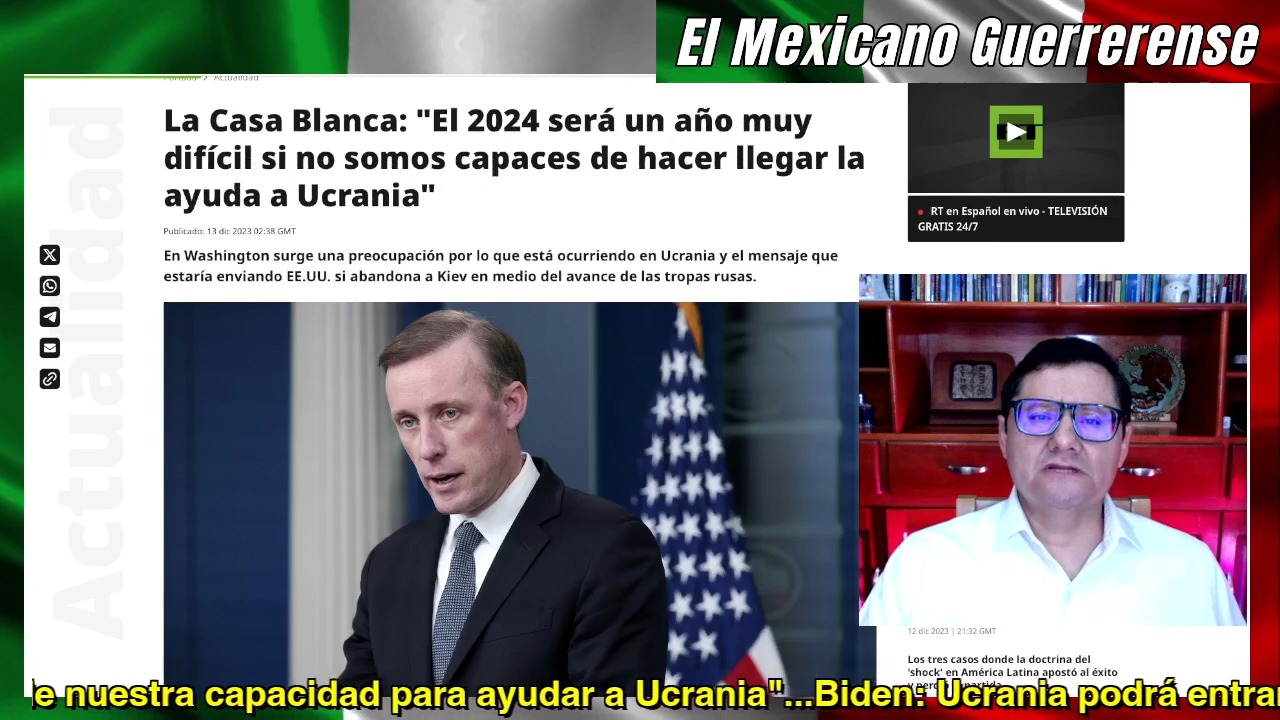 El Mexicano Guerrerense
Portada > Actualidad
La Casa Blanca: "El 2024 será un año muy
difícil si no somos capaces de hacer llegar la
ayuda a Ucrania"
Publicado: 13 dic 2023 02:38 GMT
En Washington surge una preocupación por lo que está ocurriendo en Ucrania y el mensaje que
estaría enviando EE.UU. si abandona a Kiev en medio del avance de las tropas rusas.
Actualidad
RT en Español en vivo - TELEVISIÓN
GRATIS 24/7
12 dic 2023 | 21:32 GMT
Los tres casos donde la doctrina del
'shock' en América Latina apostó al éxito
e nuestra capacidad para ayudar a Ucrania"...Biden: Ucrania podrá entra